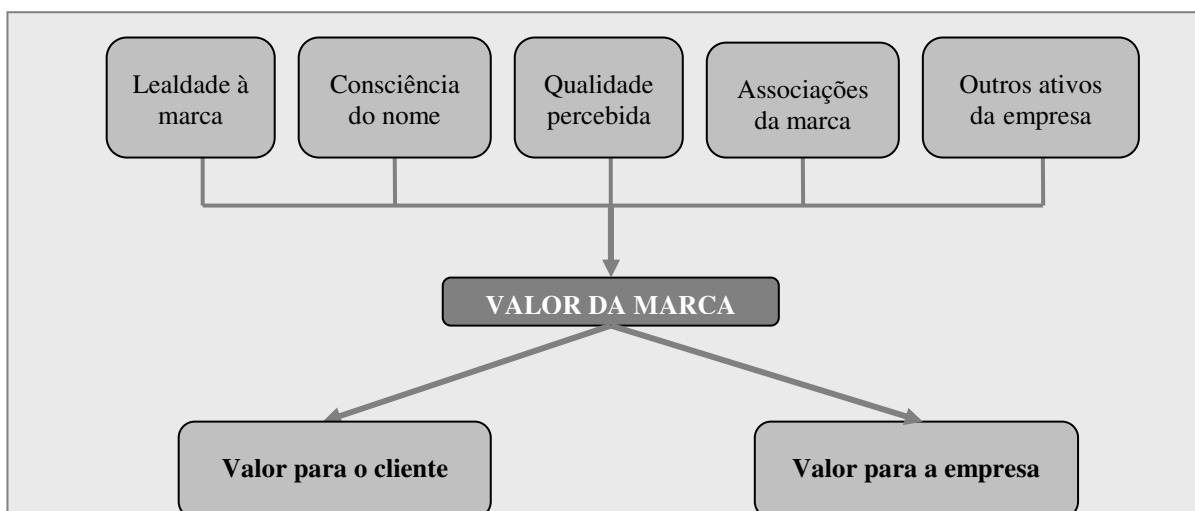 Lealdade à
marca
Consciência
do nome
Qualidade
percebida
Associações
da marca
Outros ativos
da empresa
VALOR DA MARCA
Valor para o cliente
Valor para a empresa